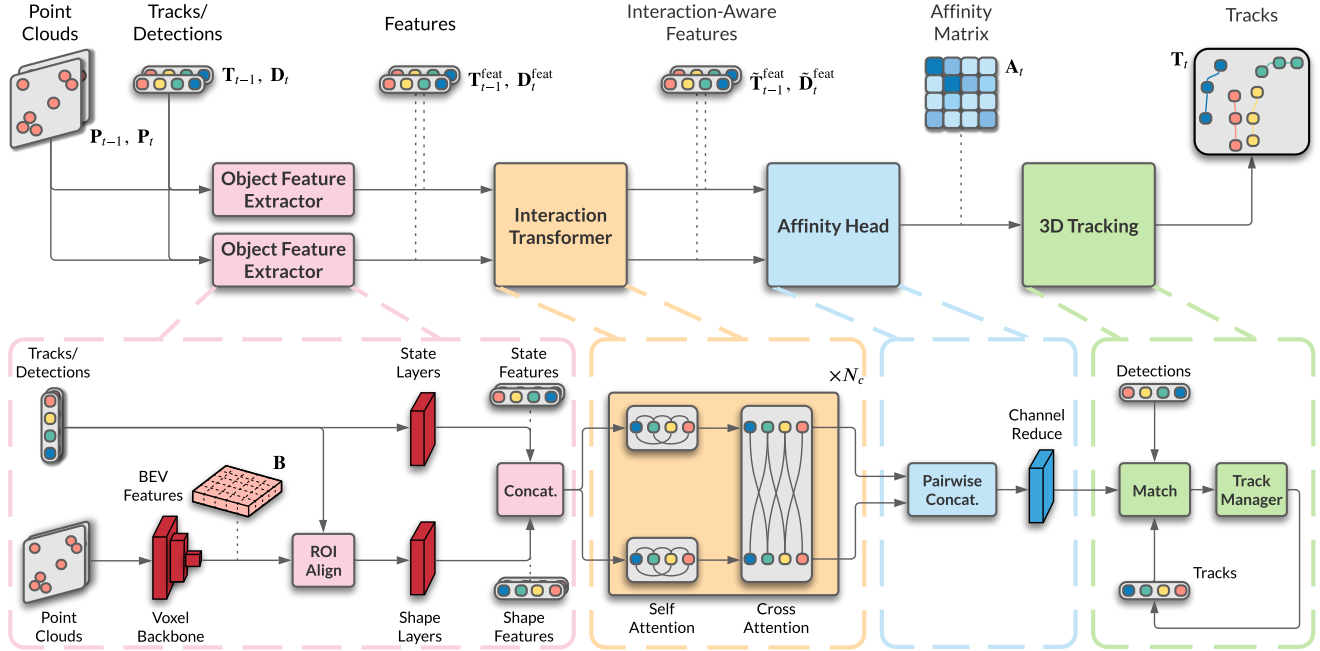 Point
Clouds
Tracks/
Detections
Features
Interaction-Aware
Features
Affinity
Matrix
Tracks
P_{t−1}, P_t
T_{t−1}, D_t
T^{feat}_{t−1}, D^{feat}_t
T̃^{feat}_{t−1}, D̃^{feat}_t
A_t
T_t
Object Feature
Extractor
Object Feature
Extractor
Interaction
Transformer
Affinity Head
3D Tracking
Tracks/
Detections
State
Layers
State
Features
BEV
Features
B
Concat.
ROI
Align
Point
Clouds
Voxel
Backbone
Shape
Layers
Shape
Features
×N_c
Self
Attention
Cross
Attention
Pairwise
Concat.
Channel
Reduce
Detections
Match
Track
Manager
Tracks